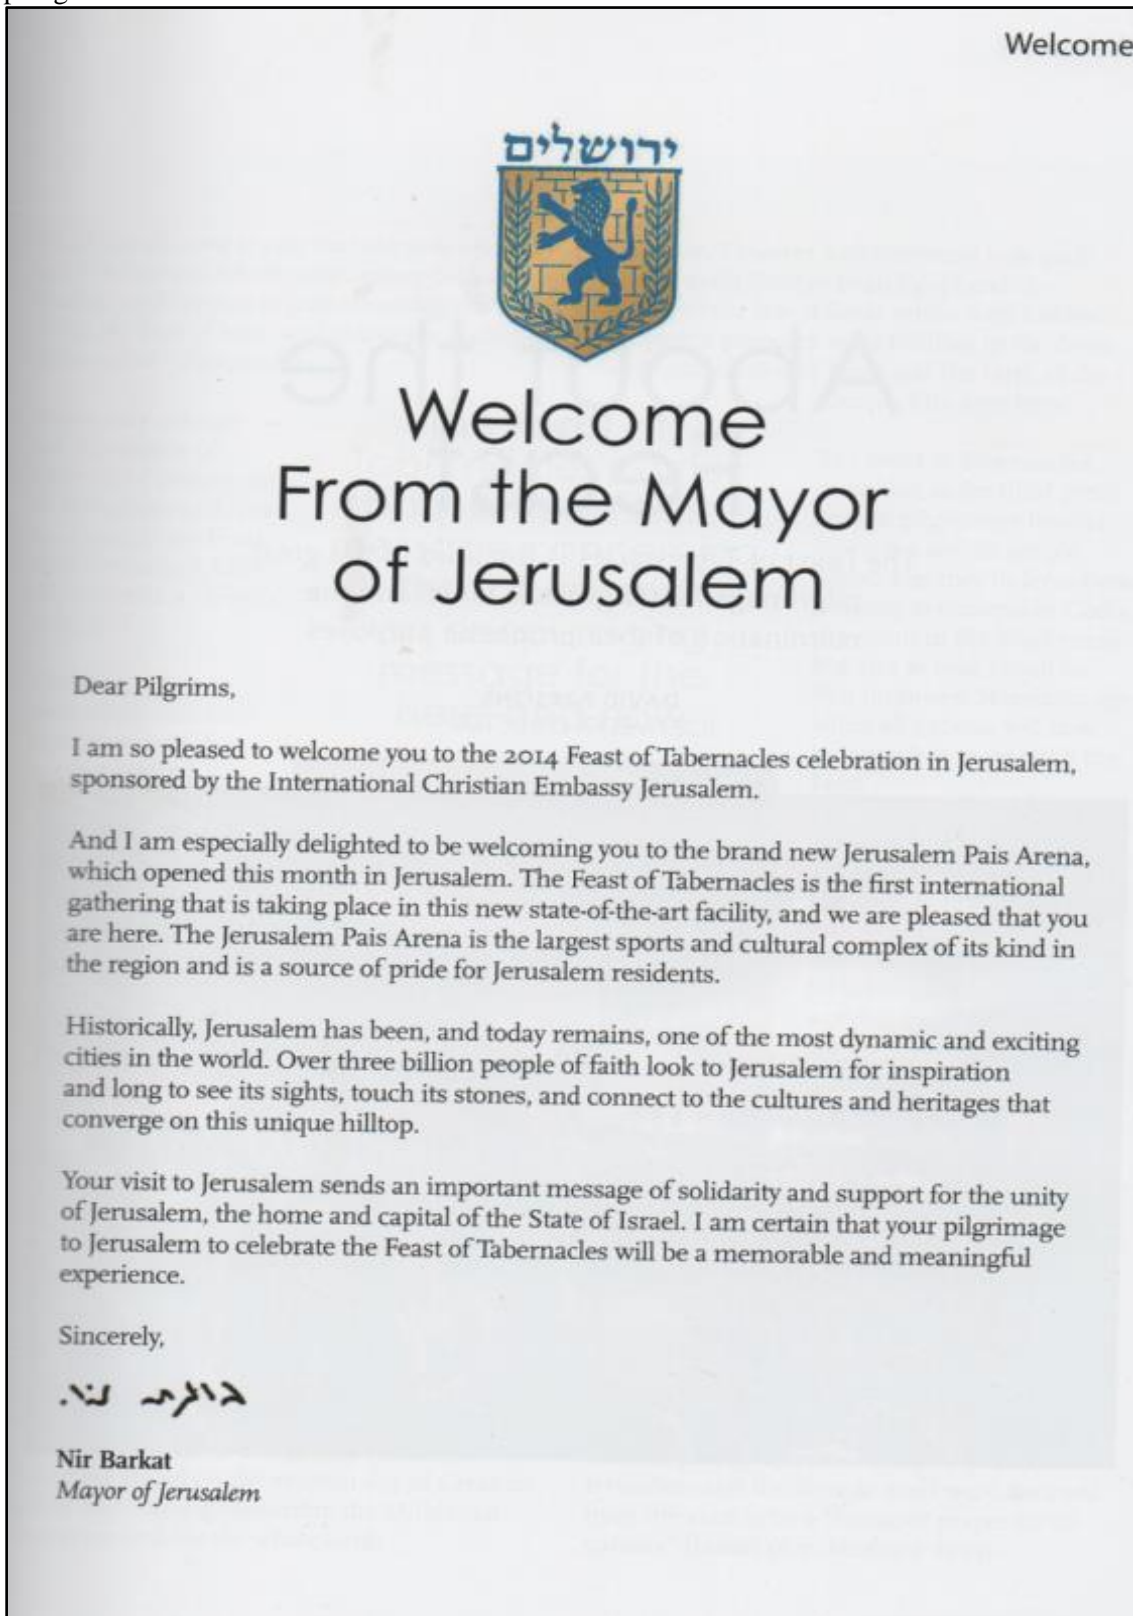 Welcome
ירושלים
Welcome
From the Mayor
of Jerusalem
Dear Pilgrims,
I am so pleased to welcome you to the 2014 Feast of Tabernacles celebration in Jerusalem,
sponsored by the International Christian Embassy Jerusalem.
And I am especially delighted to be welcoming you to the brand new Jerusalem Pais Arena,
which opened this month in Jerusalem. The Feast of Tabernacles is the first international
gathering that is taking place in this new state-of-the-art facility, and we are pleased that you
are here. The Jerusalem Pais Arena is the largest sports and cultural complex of its kind in
the region and is a source of pride for Jerusalem residents.
Historically, Jerusalem has been, and today remains, one of the most dynamic and exciting
cities in the world. Over three billion people of faith look to Jerusalem for inspiration
and long to see its sights, touch its stones, and connect to the cultures and heritages that
converge on this unique hilltop.
Your visit to Jerusalem sends an important message of solidarity and support for the unity
of Jerusalem, the home and capital of the State of Israel. I am certain that your pilgrimage
to Jerusalem to celebrate the Feast of Tabernacles will be a memorable and meaningful
experience.
Sincerely,
Nir Barkat
Mayor of Jerusalem